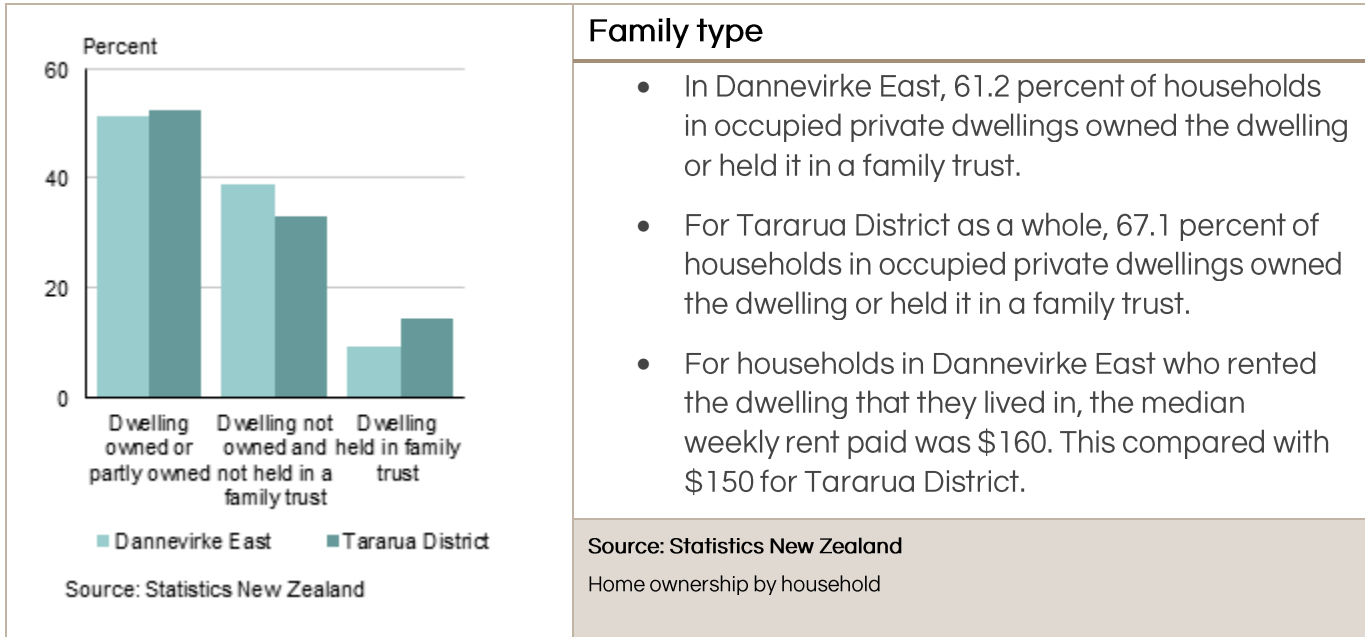 Percent
60
40
20
0
Dwelling owned or partly owned
Dwelling not owned and not held in a family trust
Dwelling held in family trust
Dannevirke East
Tararua District
Source: Statistics New Zealand
Family type
• In Dannevirke East, 61.2 percent of households
in occupied private dwellings owned the dwelling
or held it in a family trust.
• For Tararua District as a whole, 67.1 percent of
households in occupied private dwellings owned
the dwelling or held it in a family trust.
• For households in Dannevirke East who rented
the dwelling that they lived in, the median
weekly rent paid was $160. This compared with
$150 for Tararua District.
Source: Statistics New Zealand
Home ownership by household